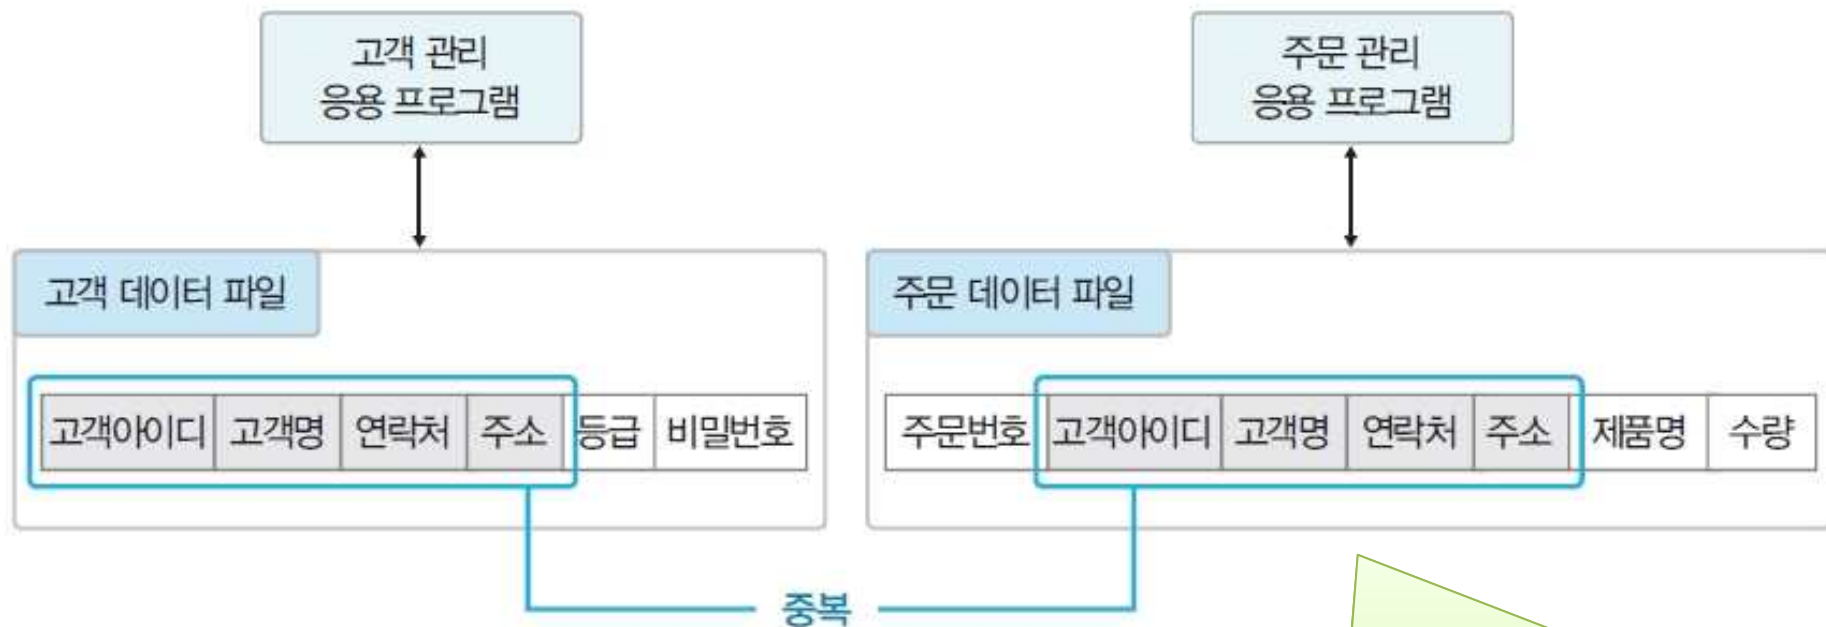 고객 관리
응용 프로그램
주문 관리
응용 프로그램
고객 데이터 파일
주문 데이터 파일
고객아이디 고객명 연락처 주소 등급 비밀번호
주문번호 고객아이디 고객명 연락처 주소 제품명 수량
중복